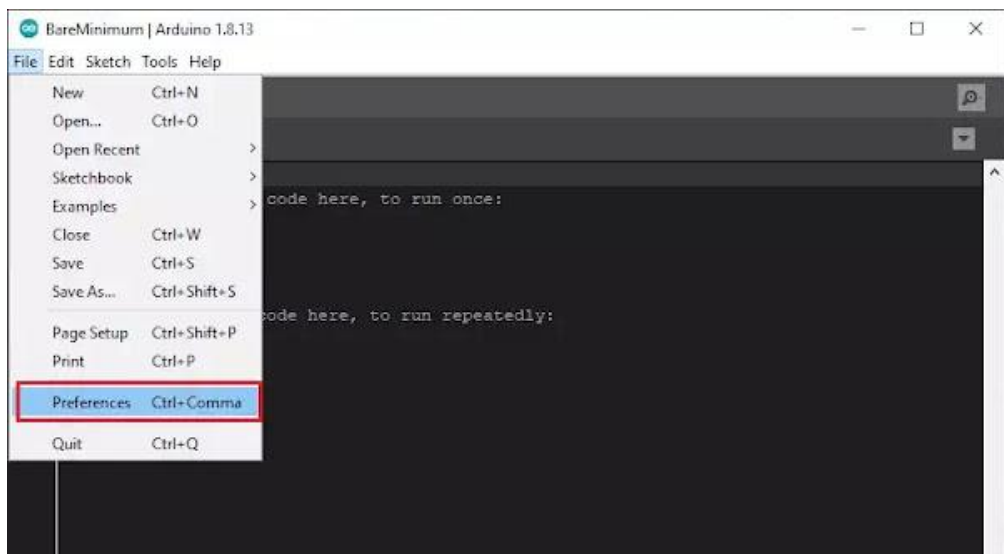 BareMinimum | Arduino 1.8.13
File Edit Sketch Tools Help
New Ctrl+N
Open... Ctrl+O
Open Recent
Sketchbook
Examples
code here, to run once:
Close Ctrl+W
Save Ctrl+S
Save As... Ctrl+Shift+S
code here, to run repeatedly:
Page Setup Ctrl+Shift+P
Print Ctrl+P
Preferences Ctrl+Comma
Quit Ctrl+Q